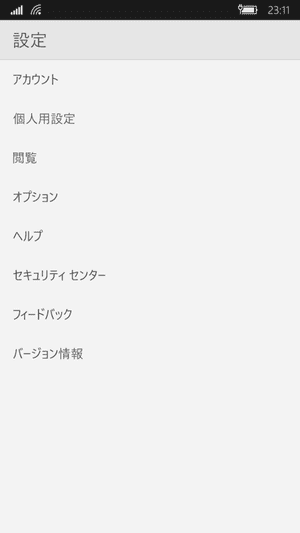 23:11
設定
アカウント
個人用設定
閲覧
オプション
ヘルプ
セキュリティ センター
フィードバック
バージョン情報